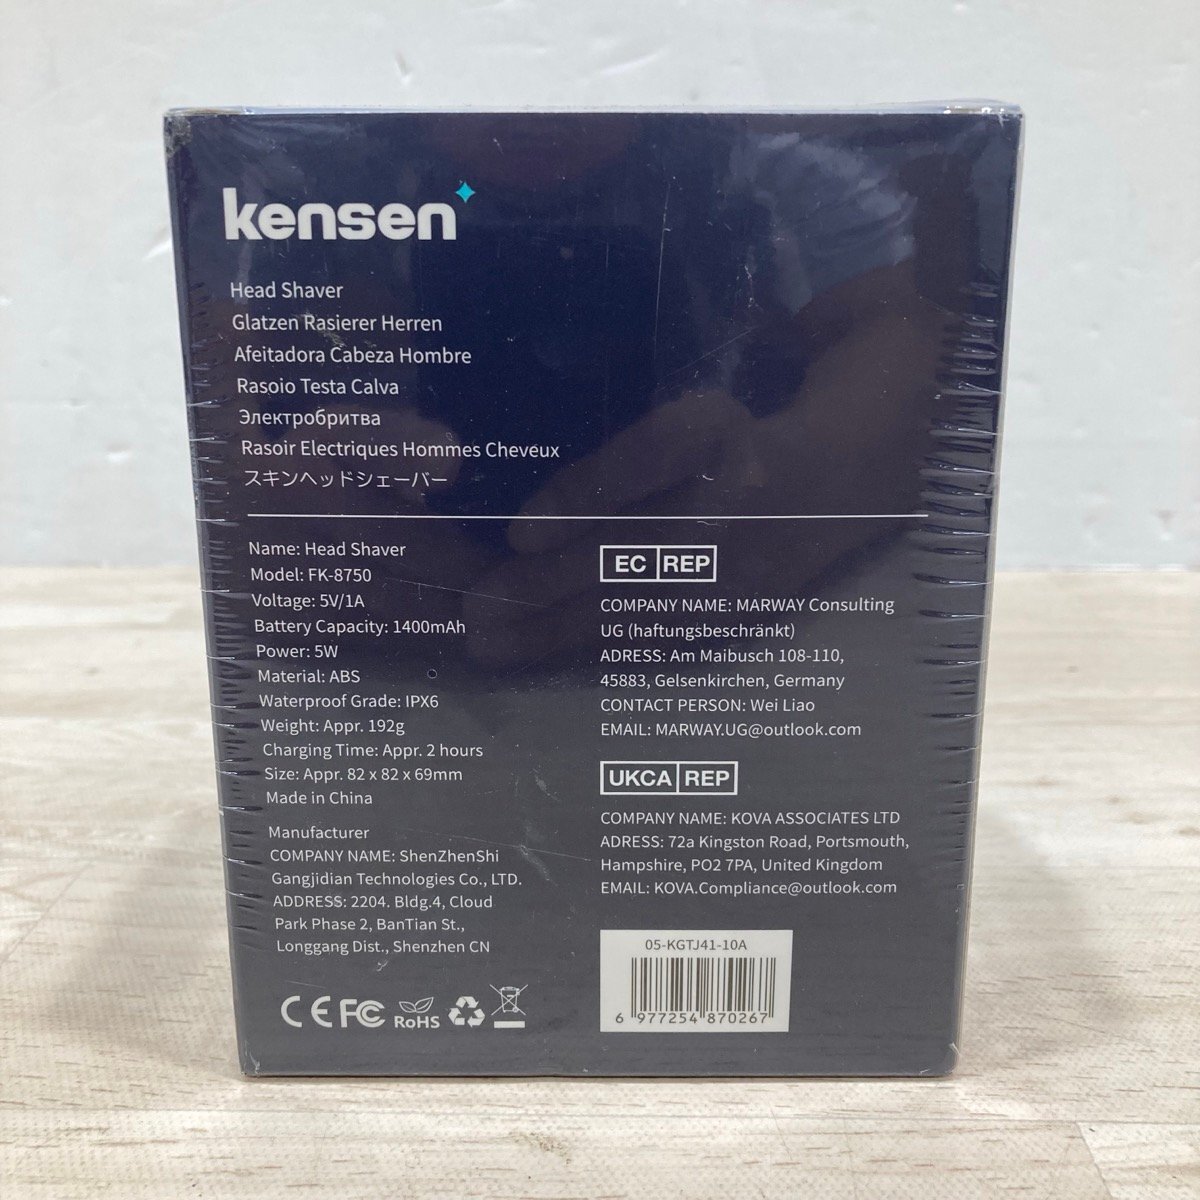 kensen
Head Shaver
Glatzen Rasierer Herren
Afeitadora Cabeza Hombre
Rasoio Testa Calva
Электробритва
Rasoir Electriques Hommes Cheveux
スキンヘッドシェーバー
Name: Head Shaver
Model: FK-8750
Voltage: 5V/1A
Battery Capacity: 1400mAh
Power: 5W
Material: ABS
Waterproof Grade: IPX6
Weight: Appr. 192g
Charging Time: Appr. 2 hours
Size: Appr. 82 x 82 x 69mm
Made in China
Manufacturer
COMPANY NAME: ShenZhenShi
Gangjidian Technologies Co., LTD.
ADDRESS: 2204. Bldg.4, Cloud
Park Phase 2, BanTian St.,
Longgang Dist., Shenzhen CN
CE FC RoHS
EC REP
COMPANY NAME: MARWAY Consulting
UG (haftungsbeschränkt)
ADRESS: Am Maibusch 108-110,
45883, Gelsenkirchen, Germany
CONTACT PERSON: Wei Liao
EMAIL: MARWAY.UG@outlook.com
UKCA REP
COMPANY NAME: KOVA ASSOCIATES LTD
ADRESS: 72a Kingston Road, Portsmouth,
Hampshire, PO2 7PA, United Kingdom
EMAIL: KOVA.Compliance@outlook.com
05-KGTJ41-10A
6 977254 870267